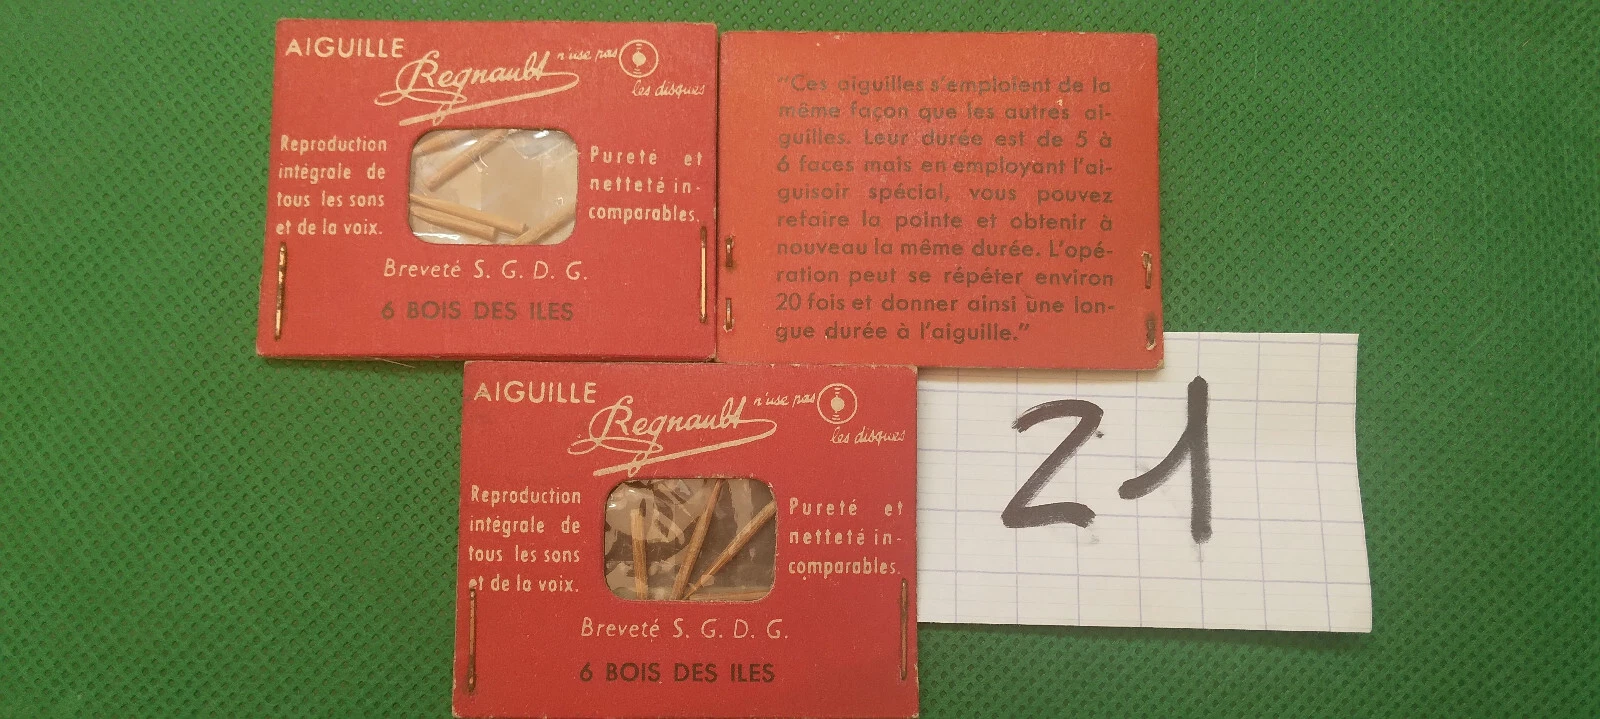 AIGUILLE
Regnault n'use pas
les disques
Reproduction
intégrale de
tous les sons
et de la voix.
Pureté et
netteté in-
comparables.
Breveté S. G. D. G.
6 BOIS DES ILES
"Ces aiguilles s'emploient de la
même façon que les autres ai-
guilles. Leur durée est de 5 à
6 faces mais en employant l'ai-
guisoir spécial, vous pouvez
refaire la pointe et obtenir à
nouveau la même durée. L'opé-
ration peut se répéter environ
20 fois et donner ainsi une lon-
gue durée à l'aiguille."
AIGUILLE
Regnault n'use pas
les disques
Reproduction
intégrale de
tous les sons
et de la voix.
Pureté et
netteté in-
comparables.
Breveté S. G. D. G.
6 BOIS DES ILES
21